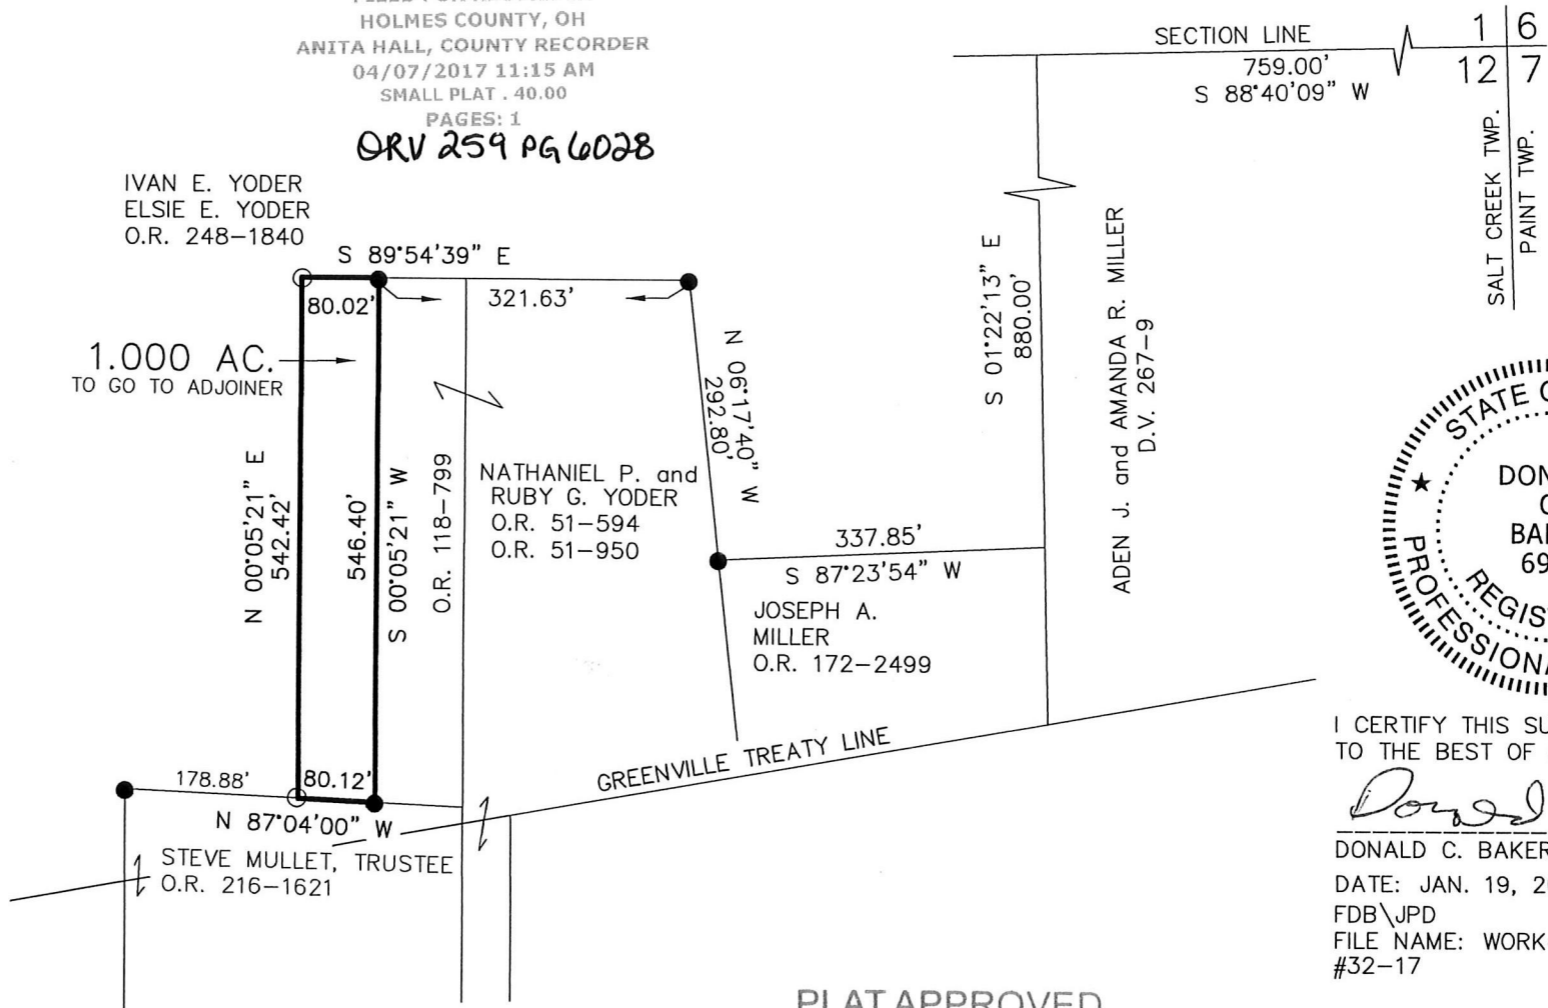 HOLMES COUNTY, OH
ANITA HALL, COUNTY RECORDER
04/07/2017 11:15 AM
SMALL PLAT . 40.00
PAGES: 1
ORV 259 PG 6028
SECTION LINE
759.00'
S 88°40'09" W
1 6
12 7
SALT CREEK TWP.
PAINT TWP.
IVAN E. YODER
ELSIE E. YODER
O.R. 248-1840
S 89°54'39" E
80.02'
321.63'
1.000 AC.
TO GO TO ADJOINER
N 00°05'21" E
542.42'
546.40'
S 00°05'21" W
O.R. 118-799
NATHANIEL P. and
RUBY G. YODER
O.R. 51-594
O.R. 51-950
N 06°17'40" W
292.80'
S 01°22'13" E
880.00'
ADEN J. and AMANDA R. MILLER
D.V. 267-9
337.85'
S 87°23'54" W
JOSEPH A.
MILLER
O.R. 172-2499
GREENVILLE TREATY LINE
178.88'
80.12'
N 87°04'00" W
STEVE MULLET, TRUSTEE
O.R. 216-1621
STATE
★
DON
BA
69
REGIS
PROFESSIONA
I CERTIFY THIS SU
TO THE BEST OF
Donald
DONALD C. BAKER
DATE: JAN. 19, 2
FDB\JPD
FILE NAME: WORK
#32-17
PLAT APPROVED